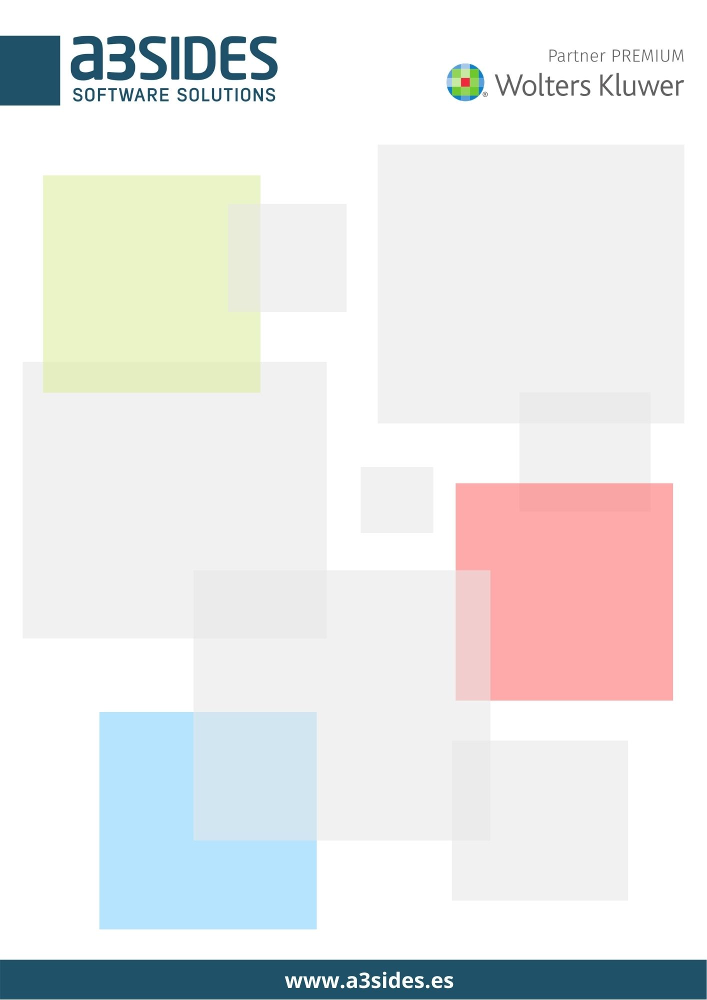 a3SIDES
SOFTWARE SOLUTIONS
Partner PREMIUM
® Wolters Kluwer
www.a3sides.es